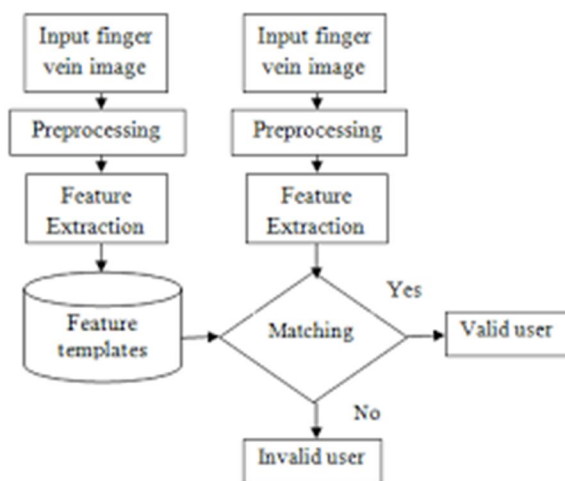 Input finger
vein image
Preprocessing
Feature
Extraction
Feature
templates
Input finger
vein image
Preprocessing
Feature
Extraction
Matching
Yes
Valid user
No
Invalid user